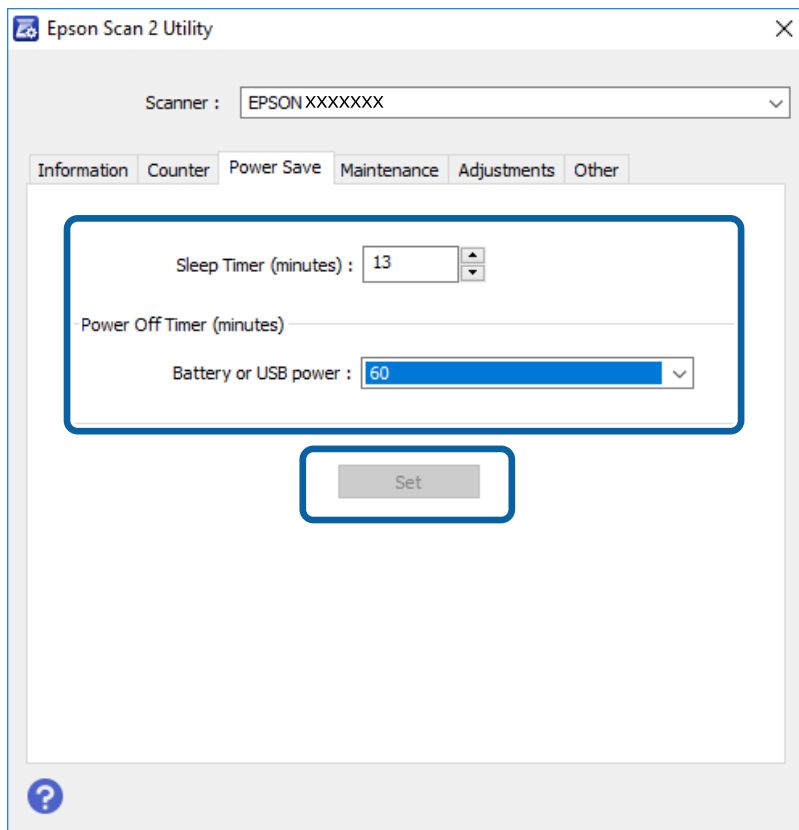 Epson Scan 2 Utility
Scanner : EPSON XXXXXXX
Information Counter Power Save Maintenance Adjustments Other
Sleep Timer (minutes) : 13
Power Off Timer (minutes)
Battery or USB power : 60
Set
?